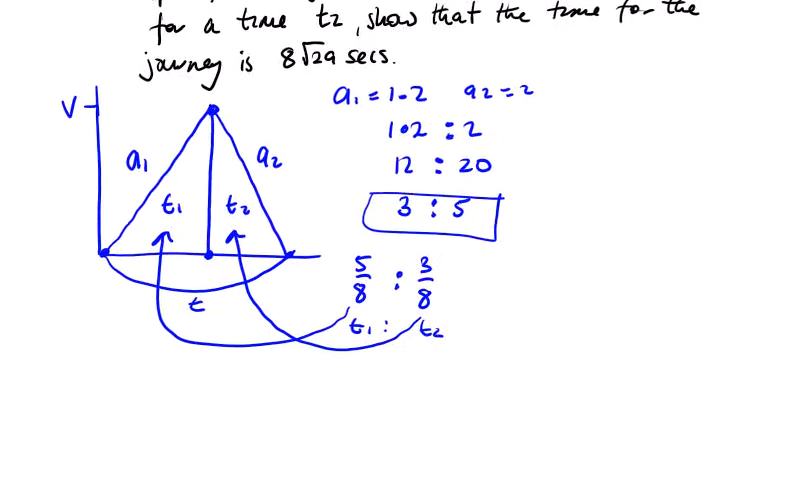 for a time t2, show that the time for the
journey is 8√29 secs.
V
a1 = 1.2 a2 = 2
1.2 : 2
a1 a2
12 : 20
t1 t2
3 : 5
5/8 : 3/8
t
t1 : t2